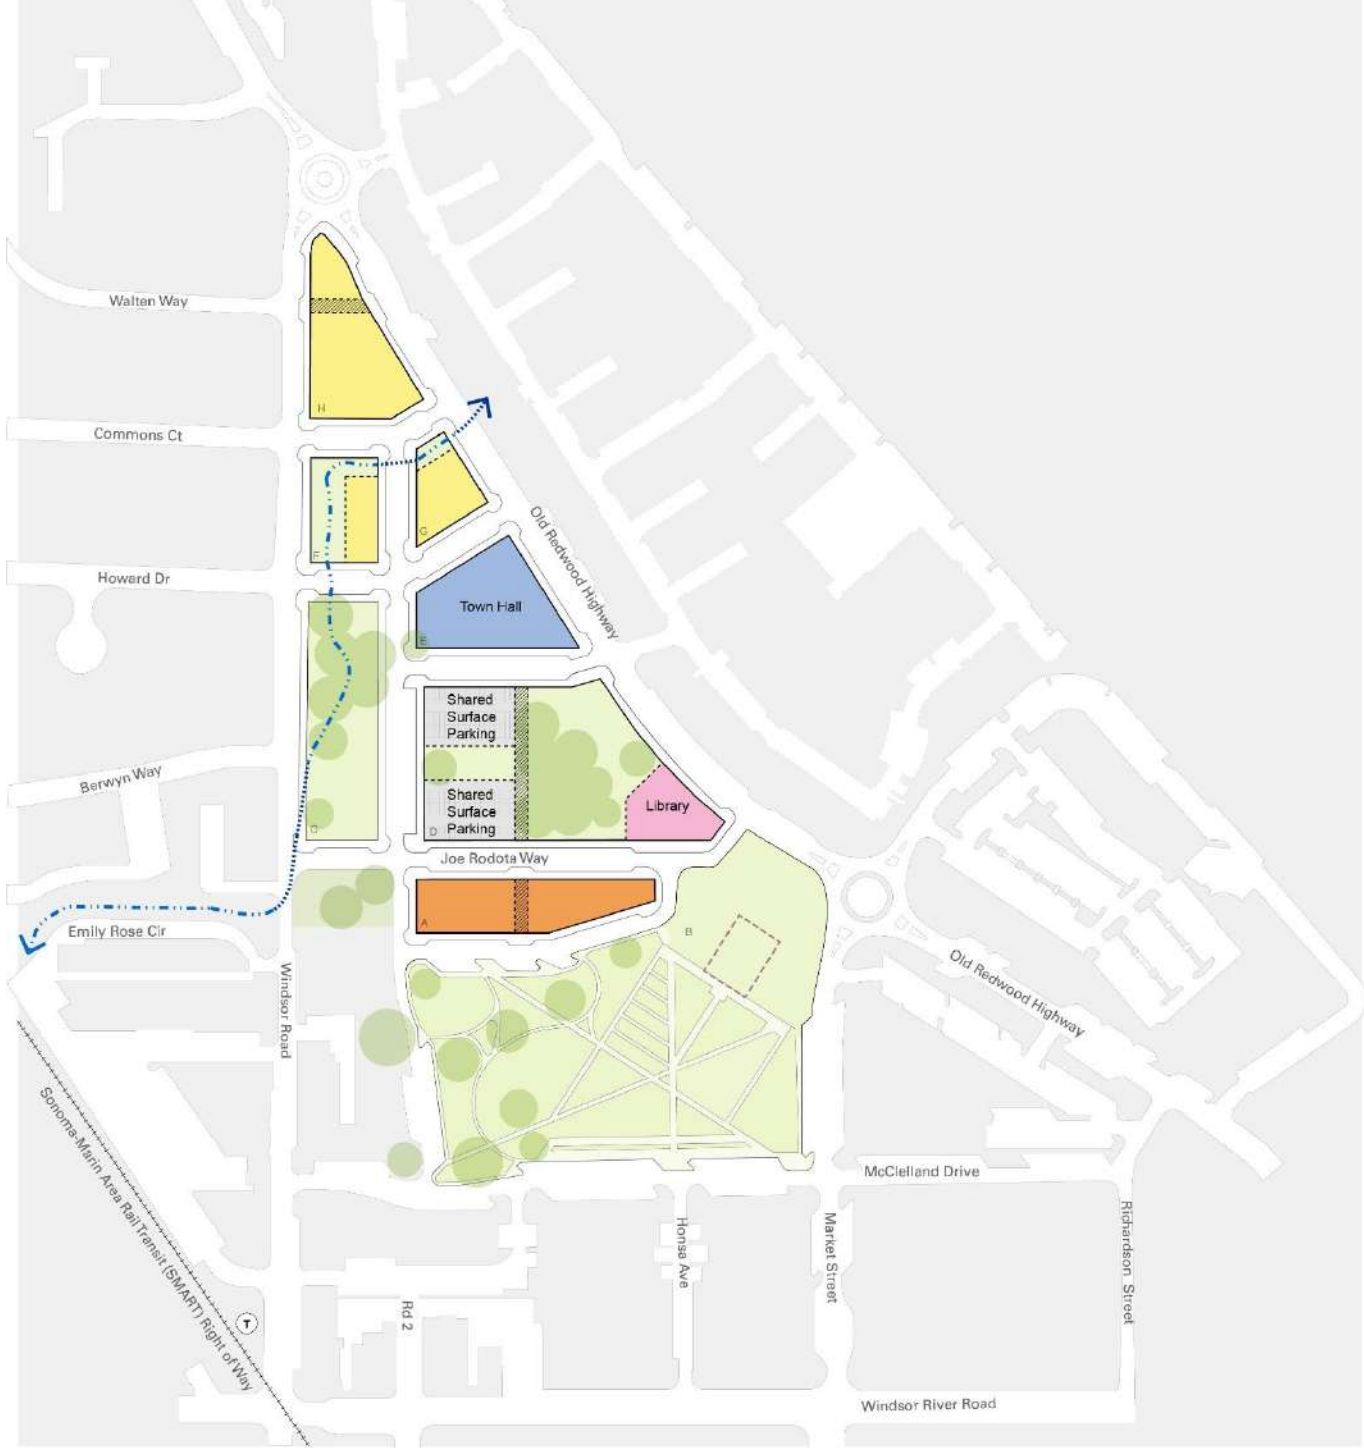 Walten Way
H
Commons Ct
G
F
Old Redwood Highway
Howard Dr
Town Hall
E
Shared
Surface
Parking
Berwyn Way
Shared
Surface
Parking
Library
C
D
Joe Rodota Way
A
B
Emily Rose Cir
Windsor Road
Old Redwood Highway
Sonoma-Marin Area Rail Transit (SMART) Right of Way
McClelland Drive
Honsa Ave
Market Street
Richardson Street
Rd 2
T
Windsor River Road